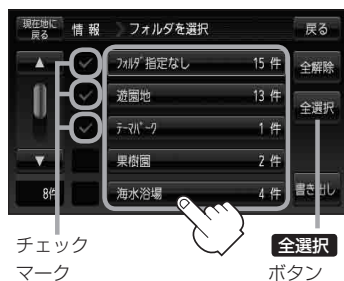 現在地に
戻る
情報
フォルダを選択
戻る
▲
フォルダ指定なし 15 件
全解除
遊園地 13 件
全選択
テーマパーク 1 件
▼
果樹園 2 件
8件
海水浴場 4 件
書き出し
チェック
マーク
全選択
ボタン